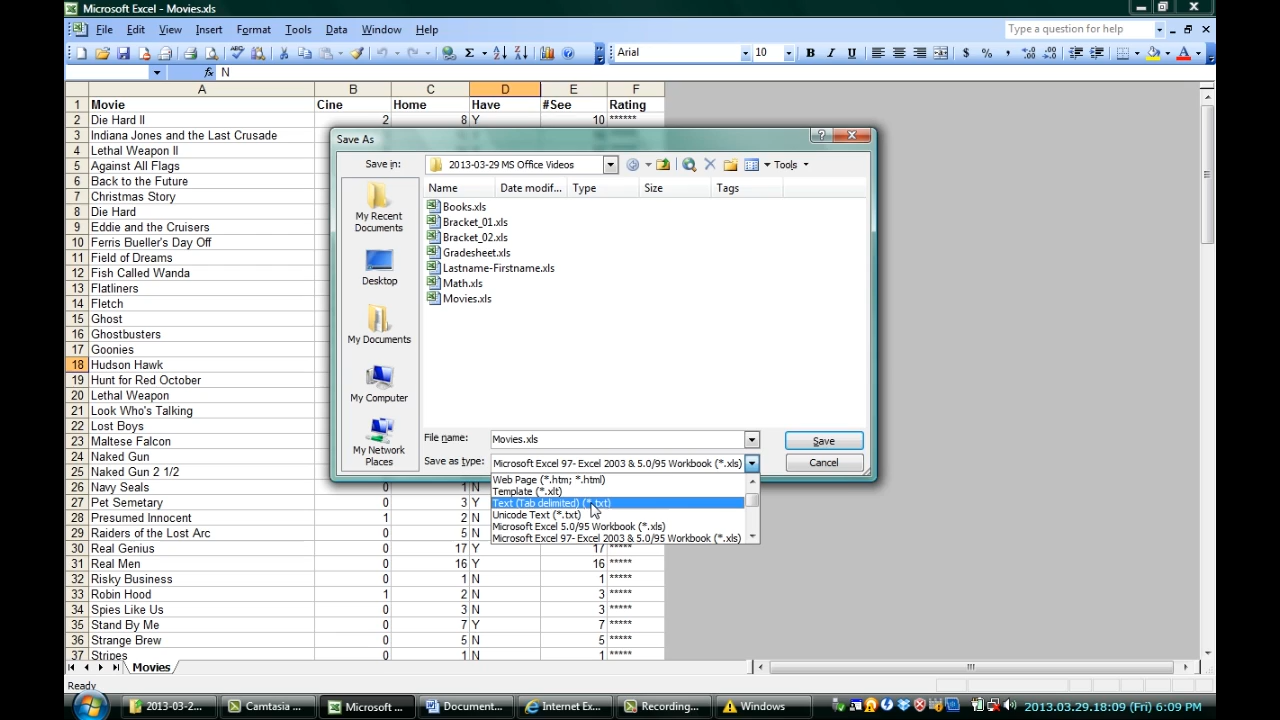 Microsoft Excel - Movies.xls
File Edit View Insert Format Tools Data Window Help
Type a question for help
Arial 10 B I U $ % ,
N
A B C D E F
1 Movie Cine Home Have #See Rating
2 Die Hard II 2 8 Y 10 ******
3 Indiana Jones and the Last Crusade
4 Lethal Weapon II
5 Against All Flags
6 Back to the Future
7 Christmas Story
8 Die Hard
9 Eddie and the Cruisers
10 Ferris Bueller's Day Off
11 Field of Dreams
12 Fish Called Wanda
13 Flatliners
14 Fletch
15 Ghost
16 Ghostbusters
17 Goonies
18 Hudson Hawk
19 Hunt for Red October
20 Lethal Weapon
21 Look Who's Talking
22 Lost Boys
23 Maltese Falcon
24 Naked Gun
25 Naked Gun 2 1/2
26 Navy Seals 0 1 N
27 Pet Semetary 0 3 Y
28 Presumed Innocent 1 2 N
29 Raiders of the Lost Arc 0 5 N
30 Real Genius 0 17 Y 17 *****
31 Real Men 0 16 Y 16 *****
32 Risky Business 0 1 N 1 *****
33 Robin Hood 1 2 N 3 *****
34 Spies Like Us 0 3 N 3 *****
35 Stand By Me 0 7 Y 7 *****
36 Strange Brew 0 5 N 5 *****
37 Stripes 0 1 N 1 *****
Save As
Save in: 2013-03-29 MS Office Videos Tools
Name Date modif... Type Size Tags
Books.xls
Bracket_01.xls
Bracket_02.xls
Gradesheet.xls
Lastname-Firstname.xls
Math.xls
Movies.xls
My Recent
Documents
Desktop
My Documents
My Computer
My Network
Places
File name: Movies.xls Save
Save as type: Microsoft Excel 97- Excel 2003 & 5.0/95 Workbook (*.xls) Cancel
Web Page (*.htm; *.html)
Template (*.xlt)
Text (Tab delimited) (*.txt)
Unicode Text (*.txt)
Microsoft Excel 5.0/95 Workbook (*.xls)
Microsoft Excel 97- Excel 2003 & 5.0/95 Workbook (*.xls)
Movies
Ready
2013-03-2... Camtasia ... Microsoft ... Document... Internet Ex... Recording... Windows
2013.03.29.18:09 (Fri) 6:09 PM